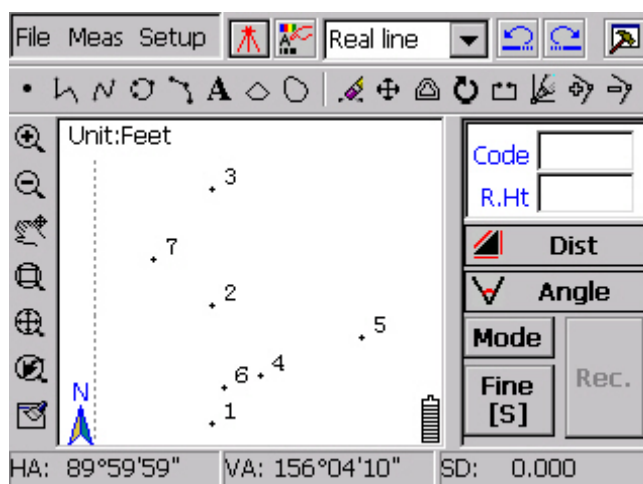 File Meas Setup Real line
A
Unit:Feet
Code
R.Ht
3
7
2
5
6 4
1
N
Dist
Angle
Mode
Fine
[S]
Rec.
HA: 89°59'59" VA: 156°04'10" SD: 0.000